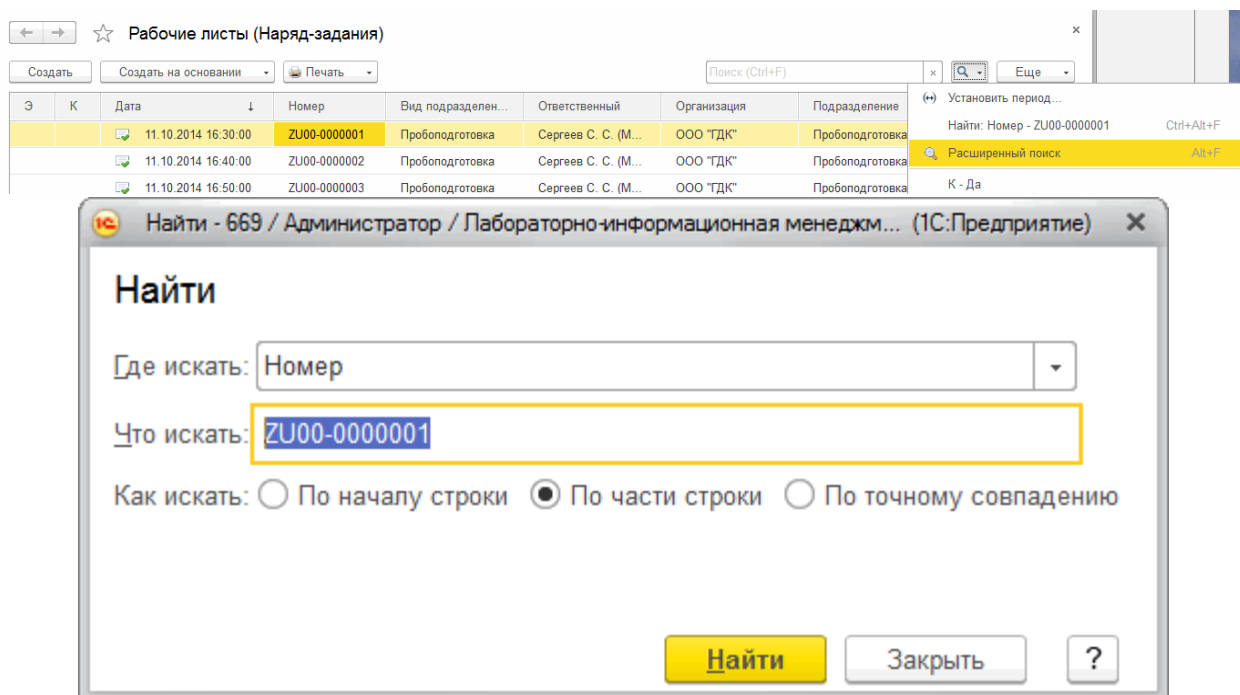 Рабочие листы (Наряд-задания) ×
Создать Создать на основании Печать Поиск (Ctrl+F) × Еще
Э К Дата ↓ Номер Вид подразделен... Ответственный Организация Подразделение
11.10.2014 16:30:00 ZU00-0000001 Пробоподготовка Сергеев С. С. (М... ООО "ГДК" Пробоподготовка
11.10.2014 16:40:00 ZU00-0000002 Пробоподготовка Сергеев С. С. (М... ООО "ГДК" Пробоподготовка
11.10.2014 16:50:00 ZU00-0000003 Пробоподготовка Сергеев С. С. (М... ООО "ГДК" Пробоподготовка
Установить период...
Найти: Номер - ZU00-0000001 Ctrl+Alt+F
Расширенный поиск Alt+F
К - Да
1С Найти - 669 / Администратор / Лабораторно-информационная менеджм... (1С:Предприятие) ×
Найти
Где искать: Номер
Что искать: ZU00-0000001
Как искать: По началу строки По части строки По точному совпадению
Найти Закрыть ?